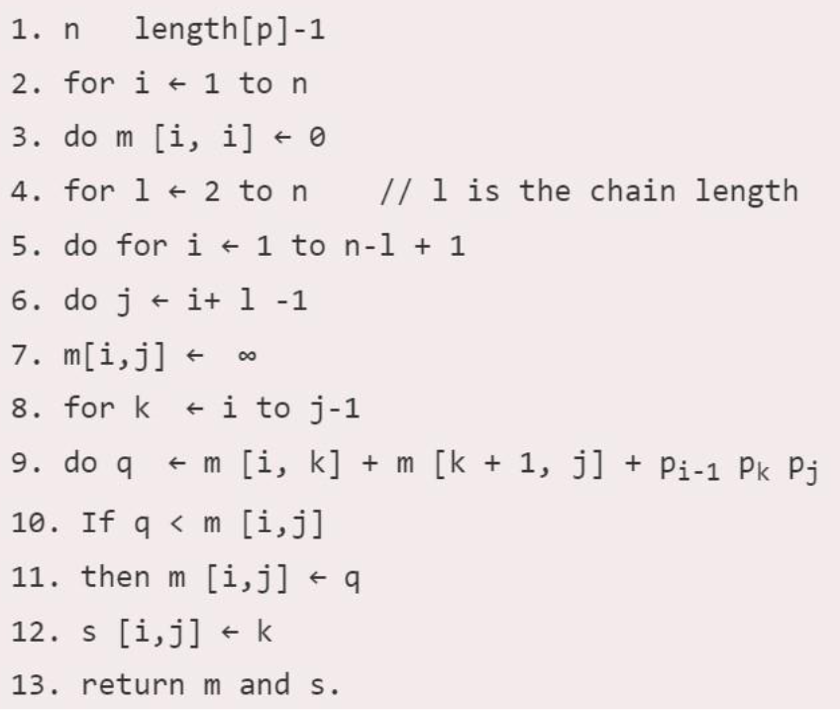 1. n   length[p]-1
2. for i ← 1 to n
3. do m [i, i] ← 0
4. for l ← 2 to n    // l is the chain length
5. do for i ← 1 to n-l + 1
6. do j ← i+ l -1
7. m[i,j] ←  ∞
8. for k  ← i to j-1
9. do q  ← m [i, k] + m [k + 1, j] + pᵢ₋₁ pₖ pⱼ
10. If q < m [i,j]
11. then m [i,j] ← q
12. s [i,j] ← k
13. return m and s.